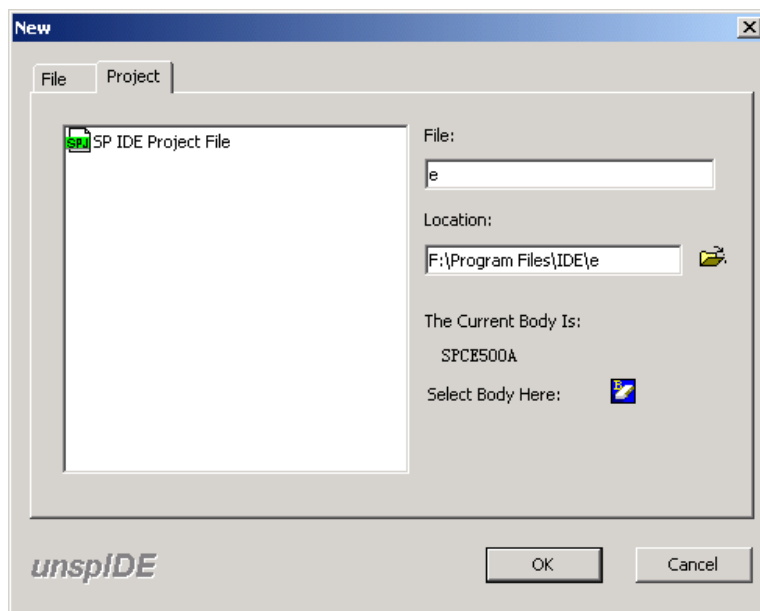 New
File
Project
SPJ
SP IDE Project File
File:
e
Location:
F:\Program Files\IDE\e
The Current Body Is:
SPCE500A
Select Body Here:
B
unspIDE
OK
Cancel